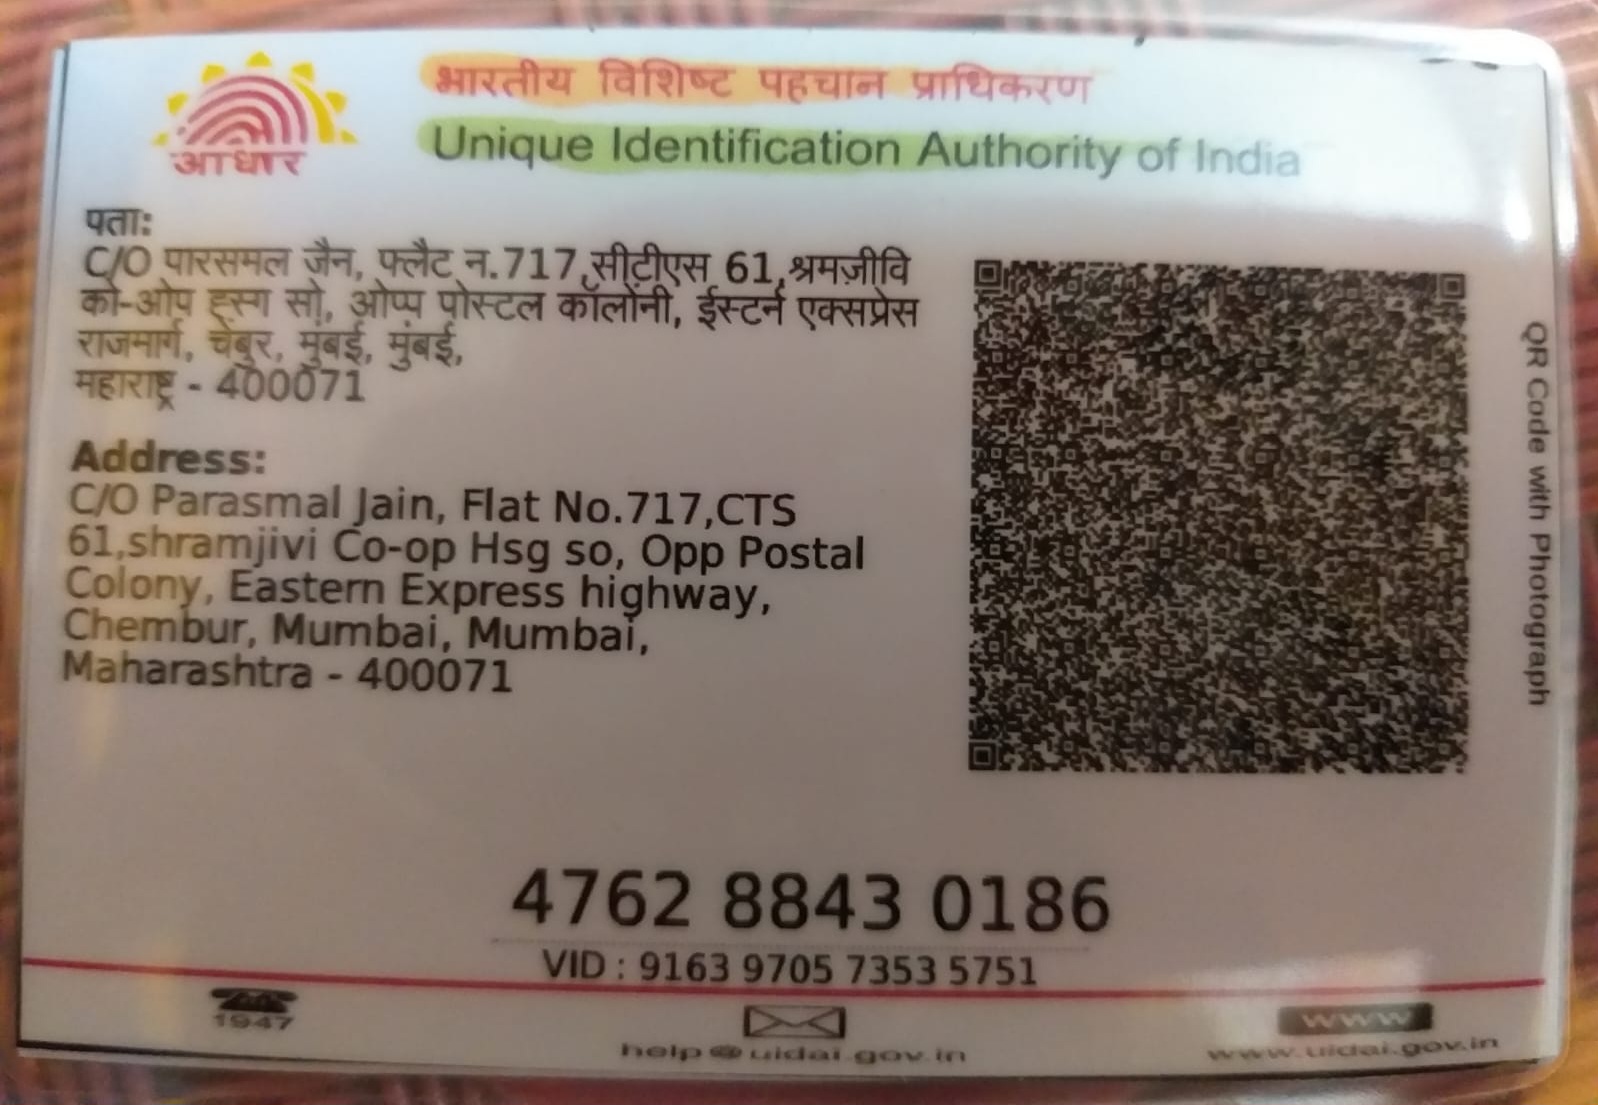 आधार
भारतीय विशिष्ट पहचान प्राधिकरण
Unique Identification Authority of India
पता:
C/O पारसमल जैन, फ्लैट न.717,सीटीएस 61,श्रमज़ीवि
को-ओप ह्स्ग सो, ओप्प पोस्टल कॉलोनी, ईस्टर्न एक्सप्रेस
राजमार्ग, चेंबुर, मुंबई, मुंबई,
महाराष्ट्र - 400071
Address:
C/O Parasmal Jain, Flat No.717,CTS
61,shramjivi Co-op Hsg so, Opp Postal
Colony, Eastern Express highway,
Chembur, Mumbai, Mumbai,
Maharashtra - 400071
QR Code with Photograph
4762 8843 0186
VID : 9163 9705 7353 5751
1947
help@uidai.gov.in
www
www.uidai.gov.in